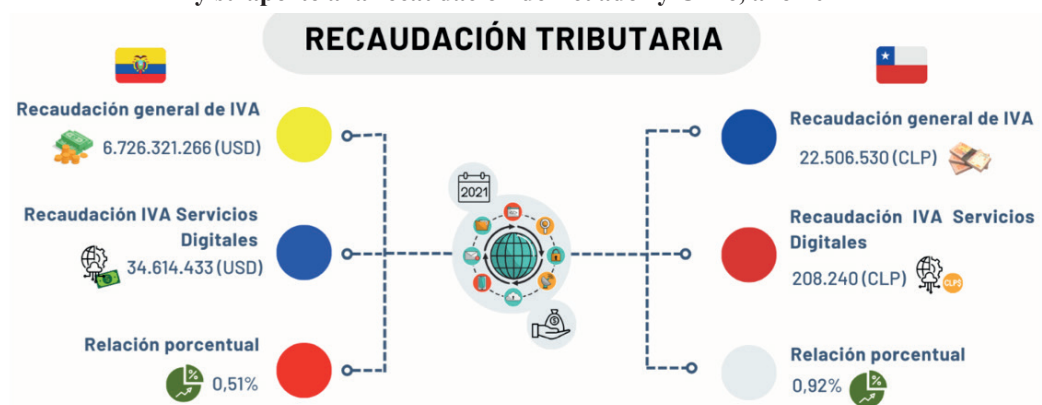 RECAUDACIÓN TRIBUTARIA
Recaudación general de IVA
6.726.321.266 (USD)
Recaudación IVA Servicios
Digitales
34.614.433 (USD)
Relación porcentual
%
0,51%
2021
$
Recaudación general de IVA
22.506.530 (CLP)
Recaudación IVA Servicios
Digitales
208.240 (CLP)
CLPS
Relación porcentual
0,92%
%